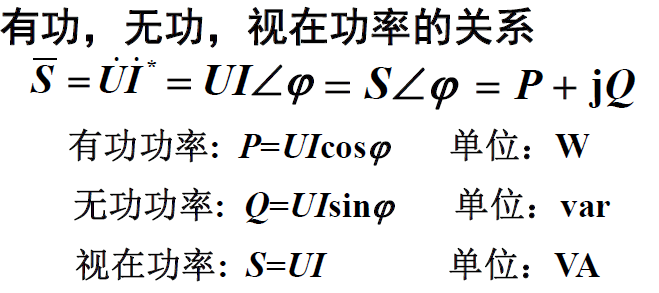 有功，无功，视在功率的关系
S̅ = U̇İ* = UI∠φ = S∠φ = P + jQ
有功功率: P=UIcosφ 单位：W
无功功率: Q=UIsinφ 单位：var
视在功率: S=UI 单位：VA